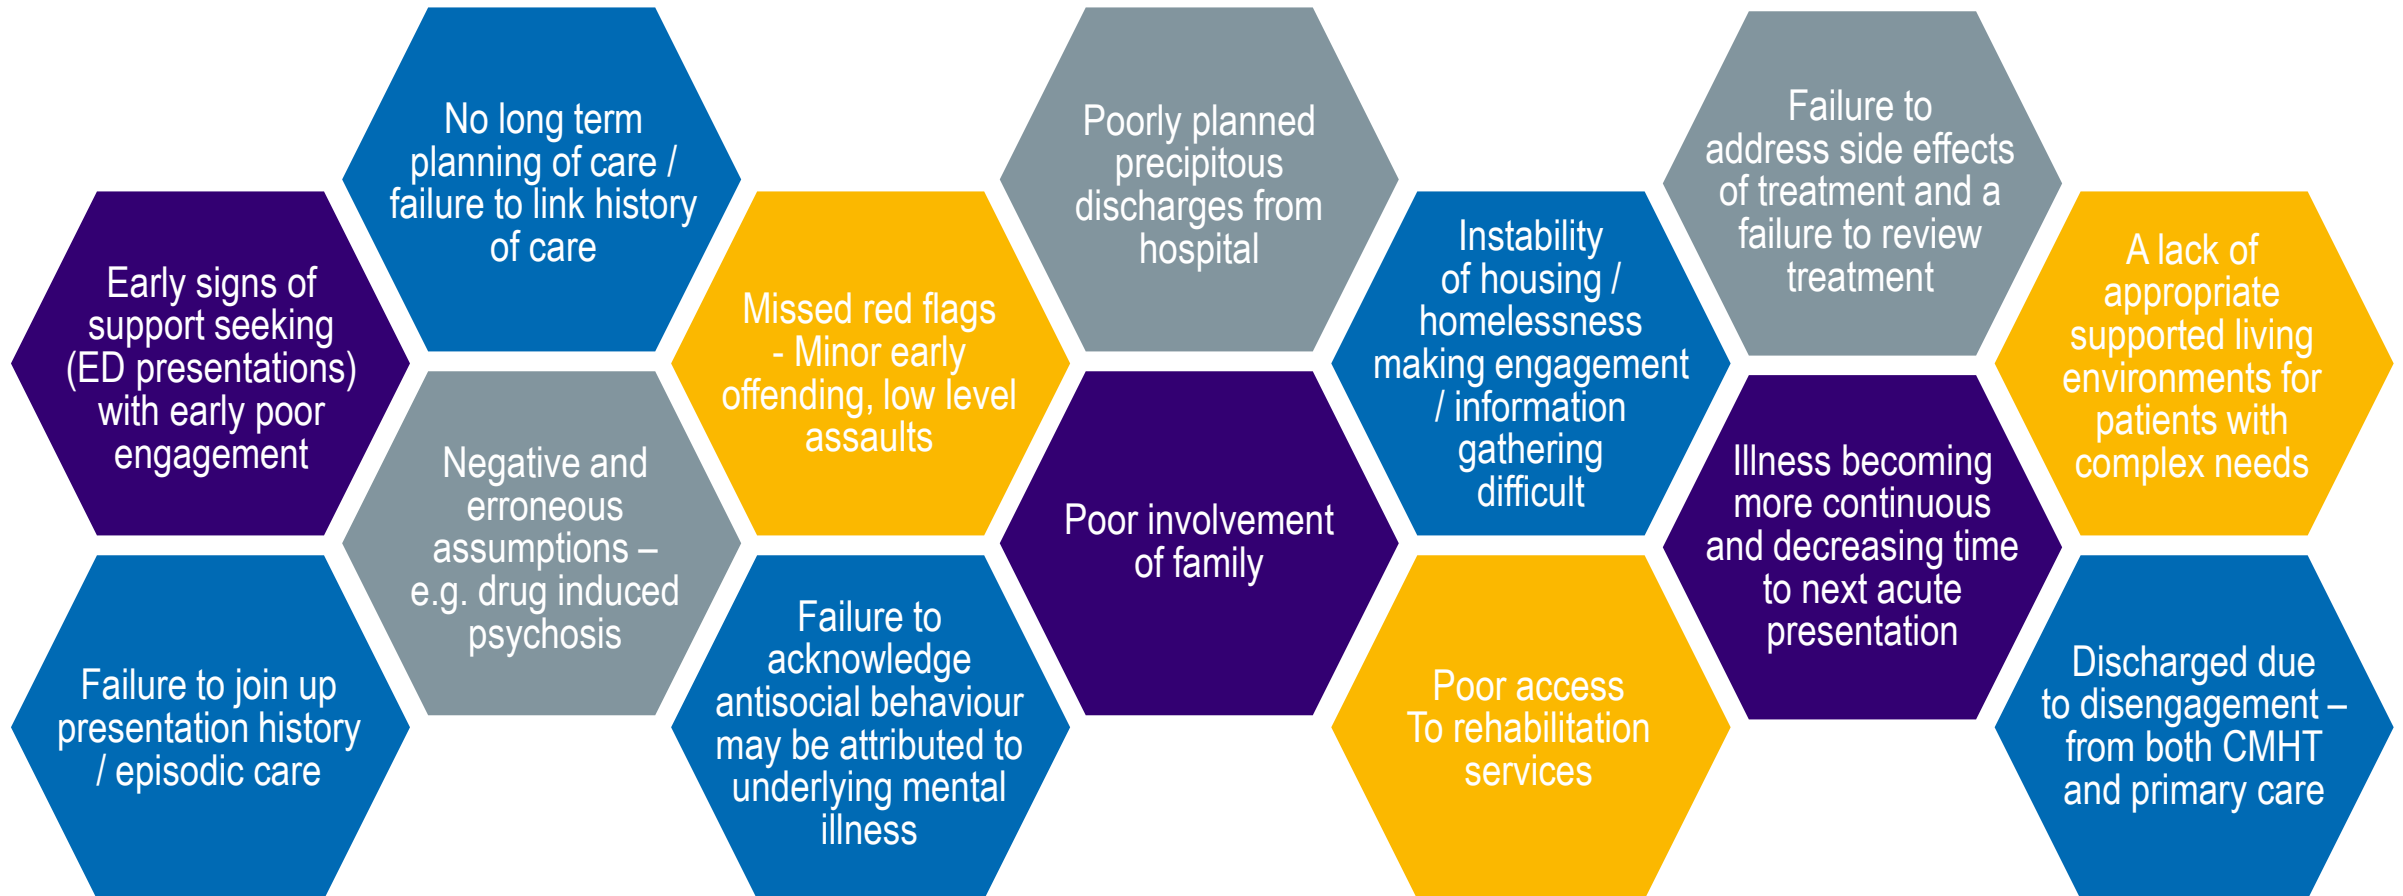 Early signs of
support seeking
(ED presentations)
with early poor
engagement
Failure to join up
presentation history
/ episodic care
No long term
planning of care /
failure to link history
of care
Negative and
erroneous
assumptions –
e.g. drug induced
psychosis
Missed red flags
- Minor early
offending, low level
assaults
Failure to
acknowledge
antisocial behaviour
may be attributed to
underlying mental
illness
Poorly planned
precipitous
discharges from
hospital
Poor involvement
of family
Instability
of housing /
homelessness
making engagement
/ information
gathering
difficult
Poor access
To rehabilitation
services
Failure to
address side effects
of treatment and a
failure to review
treatment
Illness becoming
more continuous
and decreasing time
to next acute
presentation
A lack of
appropriate
supported living
environments for
patients with
complex needs
Discharged due
to disengagement –
from both CMHT
and primary care